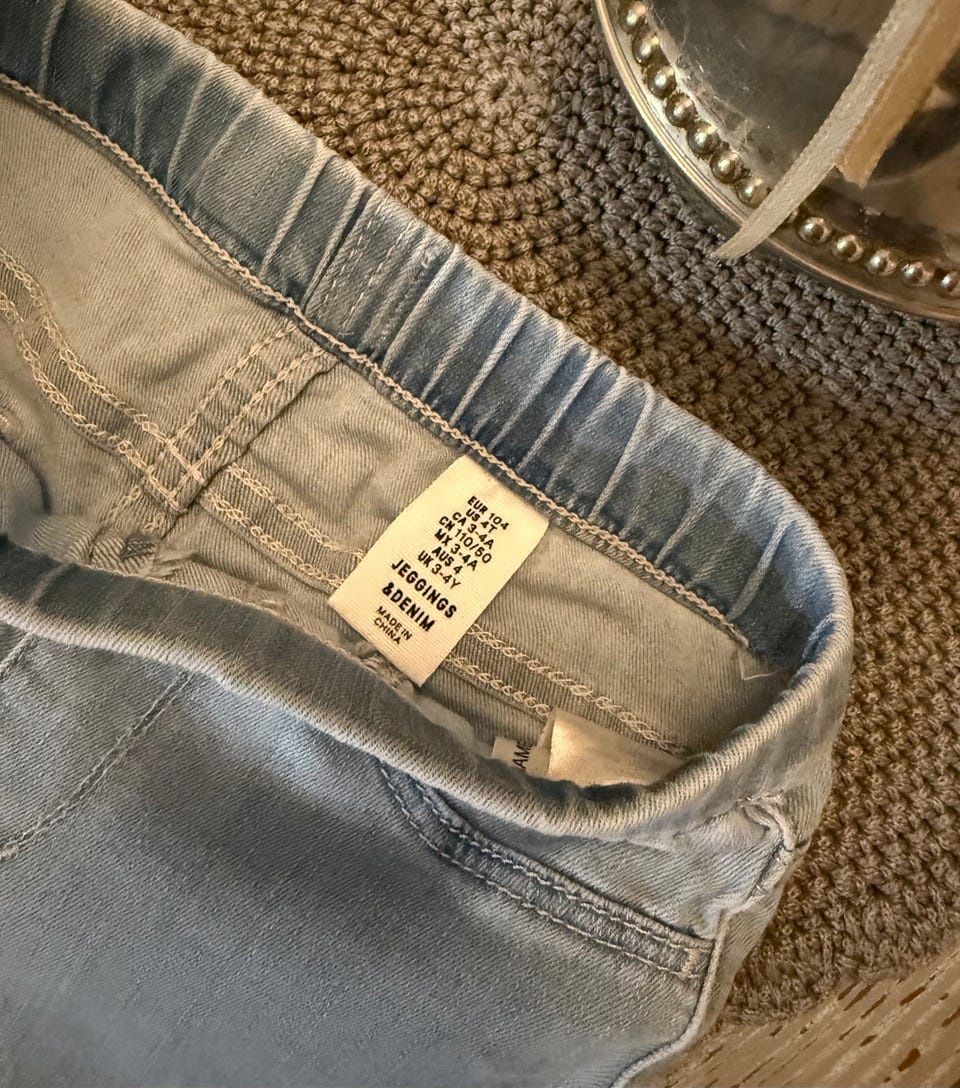 EUR 104
US 4T
CA 3-4A
CN 110/50
MX 3-4A
AUS 4
UK 3-4Y
JEGGINGS
&DENIM
MADE IN
CHINA
AM